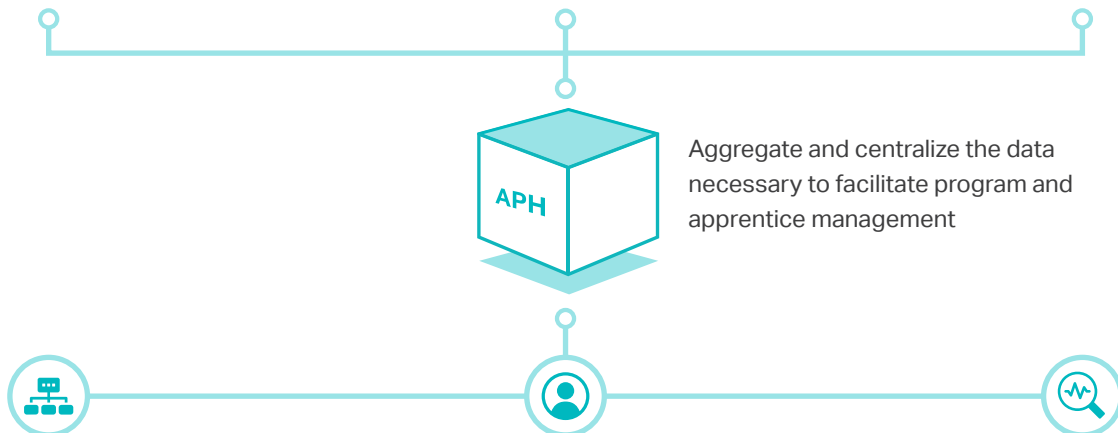 Aggregate and centralize the data
necessary to facilitate program and
apprentice management
APH